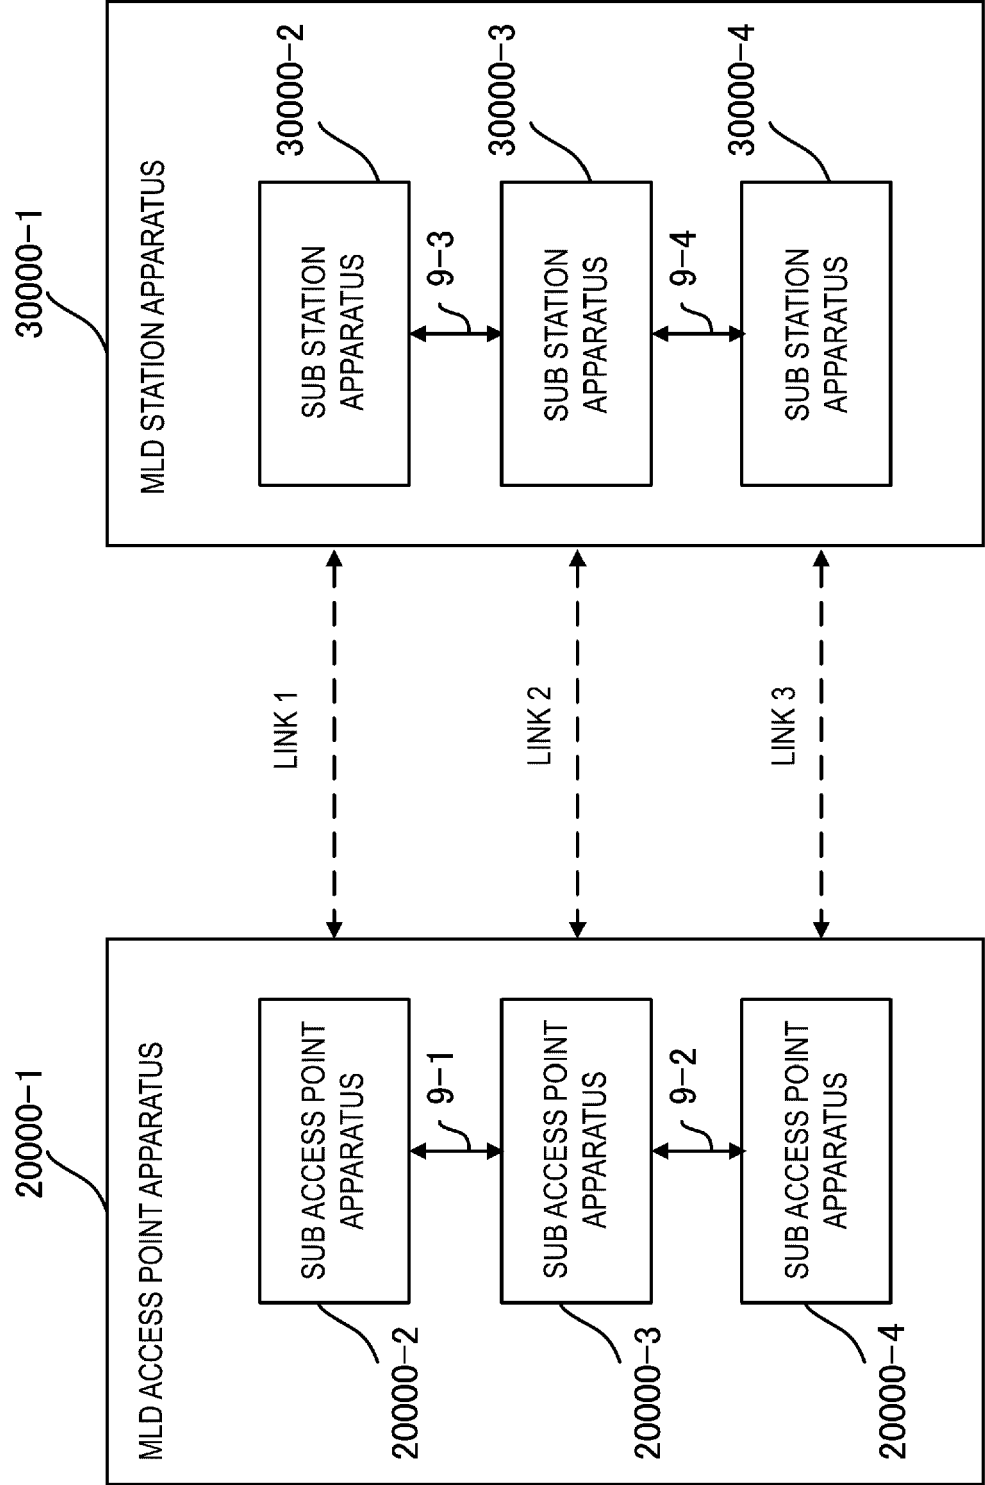 20000-1
MLD ACCESS POINT APPARATUS
20000-2
SUB ACCESS POINT
APPARATUS
9-1
20000-3
SUB ACCESS POINT
APPARATUS
9-2
20000-4
SUB ACCESS POINT
APPARATUS
LINK 1
LINK 2
LINK 3
30000-1
MLD STATION APPARATUS
30000-2
SUB STATION
APPARATUS
9-3
30000-3
SUB STATION
APPARATUS
9-4
30000-4
SUB STATION
APPARATUS